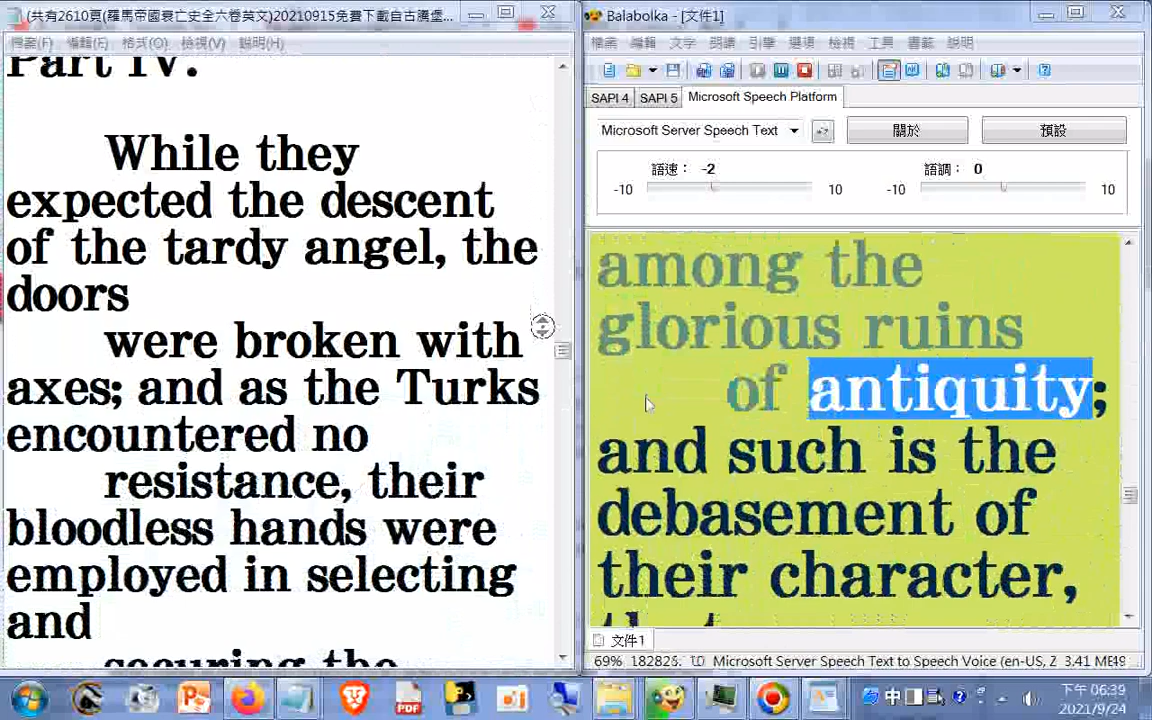 (共有2610頁(羅馬帝國衰亡史全六卷英文)20210915免費下載自古騰堡...
檔案(F) 編輯(E) 格式(O) 檢視(V) 說明(H)
Part IV.
While they
expected the descent
of the tardy angel, the
doors
were broken with
axes; and as the Turks
encountered no
resistance, their
bloodless hands were
employed in selecting
and
securing the
Balabolka - [文件1]
檔案 編輯 文字 朗讀 引擎 選項 檢視 工具 書籤 說明
SAPI 4 SAPI 5 Microsoft Speech Platform
Microsoft Server Speech Text 關於 預設
語速: -2 語調: 0
-10 10 -10 10
among the
glorious ruins
of antiquity;
and such is the
debasement of
their character,
that
文件1
69% Microsoft Server Speech Text to Speech Voice (en-US, Z 3.41 ME
PDF 中 下午 06:39
2021/9/24